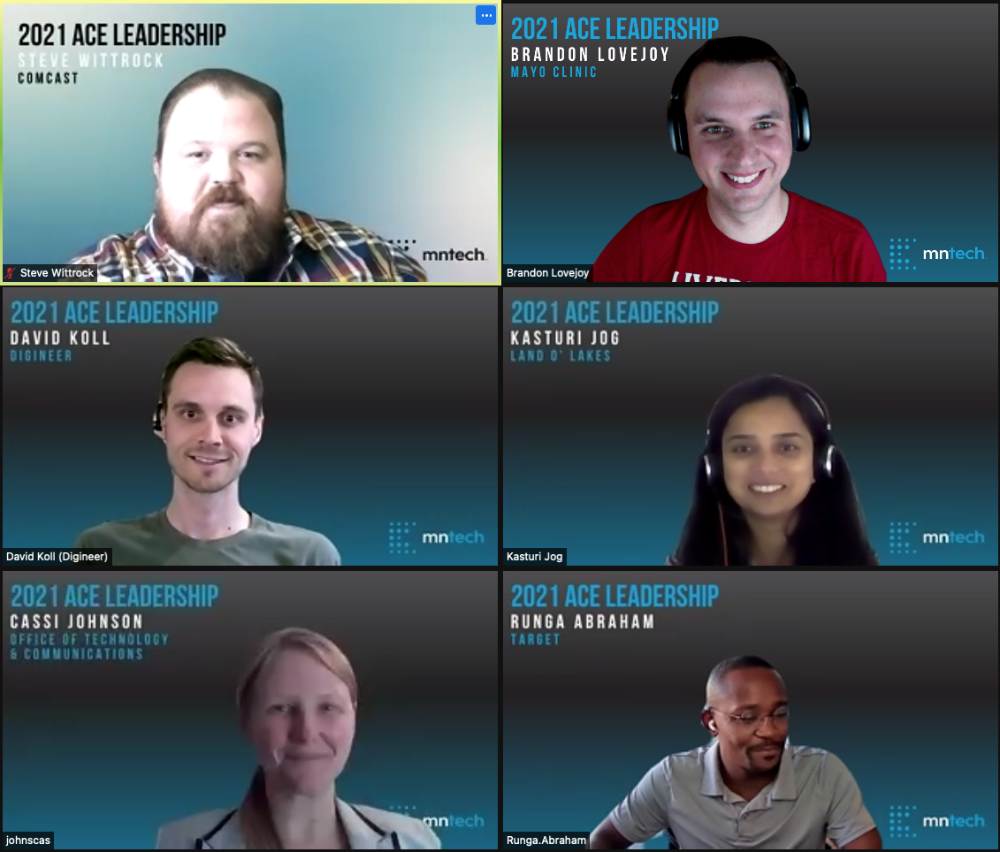 2021 ACE LEADERSHIP
STEVE WITTROCK
COMCAST
mntech
Steve Wittrock
2021 ACE LEADERSHIP
BRANDON LOVEJOY
MAYO CLINIC
mntech
Brandon Lovejoy
2021 ACE LEADERSHIP
DAVID KOLL
DIGINEER
mntech
David Koll (Digineer)
2021 ACE LEADERSHIP
KASTURI JOG
LAND O' LAKES
mntech
Kasturi Jog
2021 ACE LEADERSHIP
CASSI JOHNSON
OFFICE OF TECHNOLOGY
& COMMUNICATIONS
mntech
johnscas
2021 ACE LEADERSHIP
RUNGA ABRAHAM
TARGET
mntech
Runga.Abraham